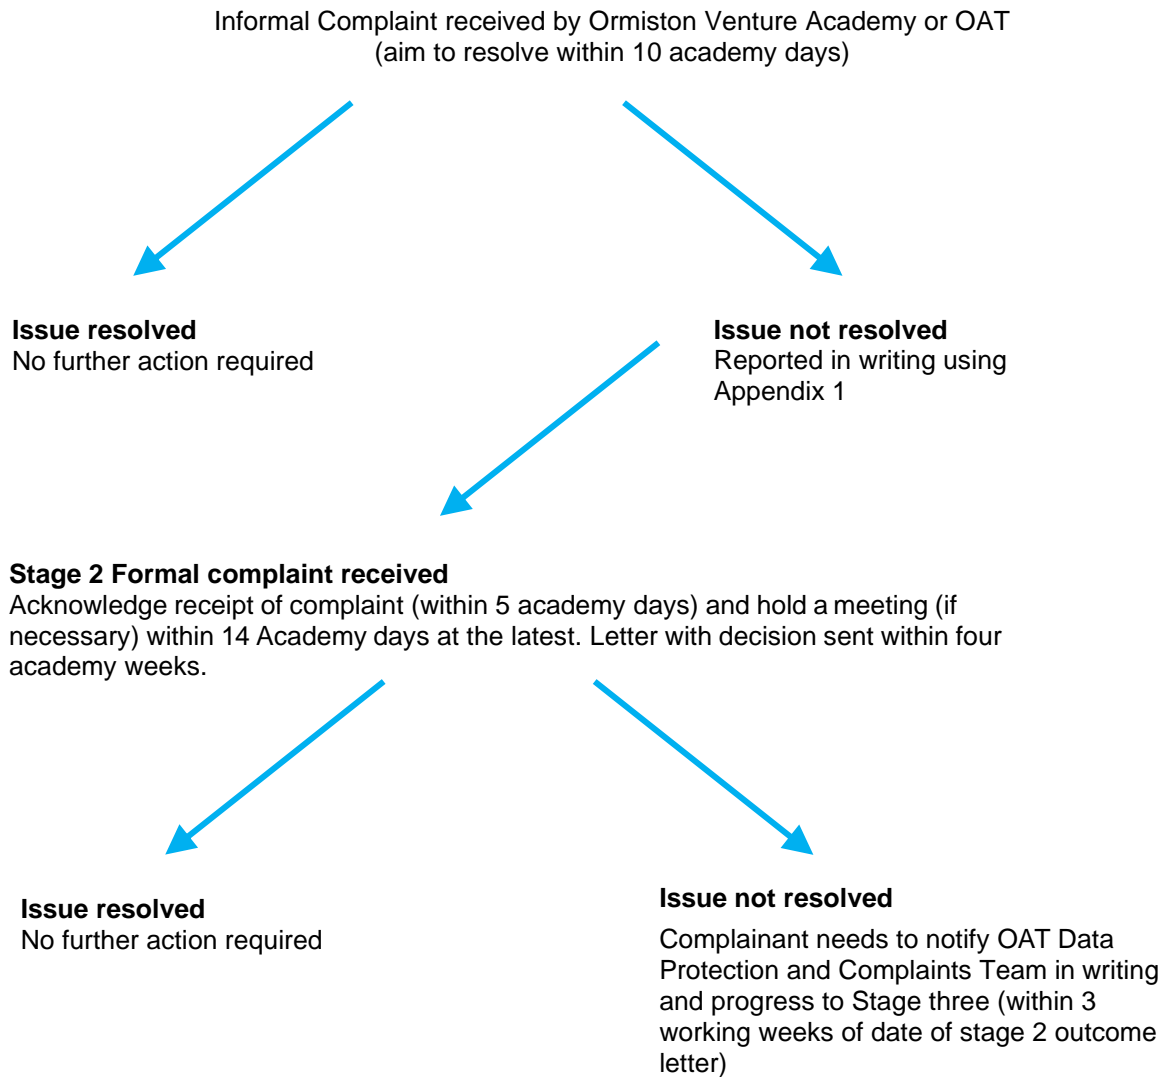 Informal Complaint received by Ormiston Venture Academy or OAT
(aim to resolve within 10 academy days)
Issue resolved
No further action required
Issue not resolved
Reported in writing using
Appendix 1
Stage 2 Formal complaint received
Acknowledge receipt of complaint (within 5 academy days) and hold a meeting (if
necessary) within 14 Academy days at the latest. Letter with decision sent within four
academy weeks.
Issue resolved
No further action required
Issue not resolved
Complainant needs to notify OAT Data
Protection and Complaints Team in writing
and progress to Stage three (within 3
working weeks of date of stage 2 outcome
letter)